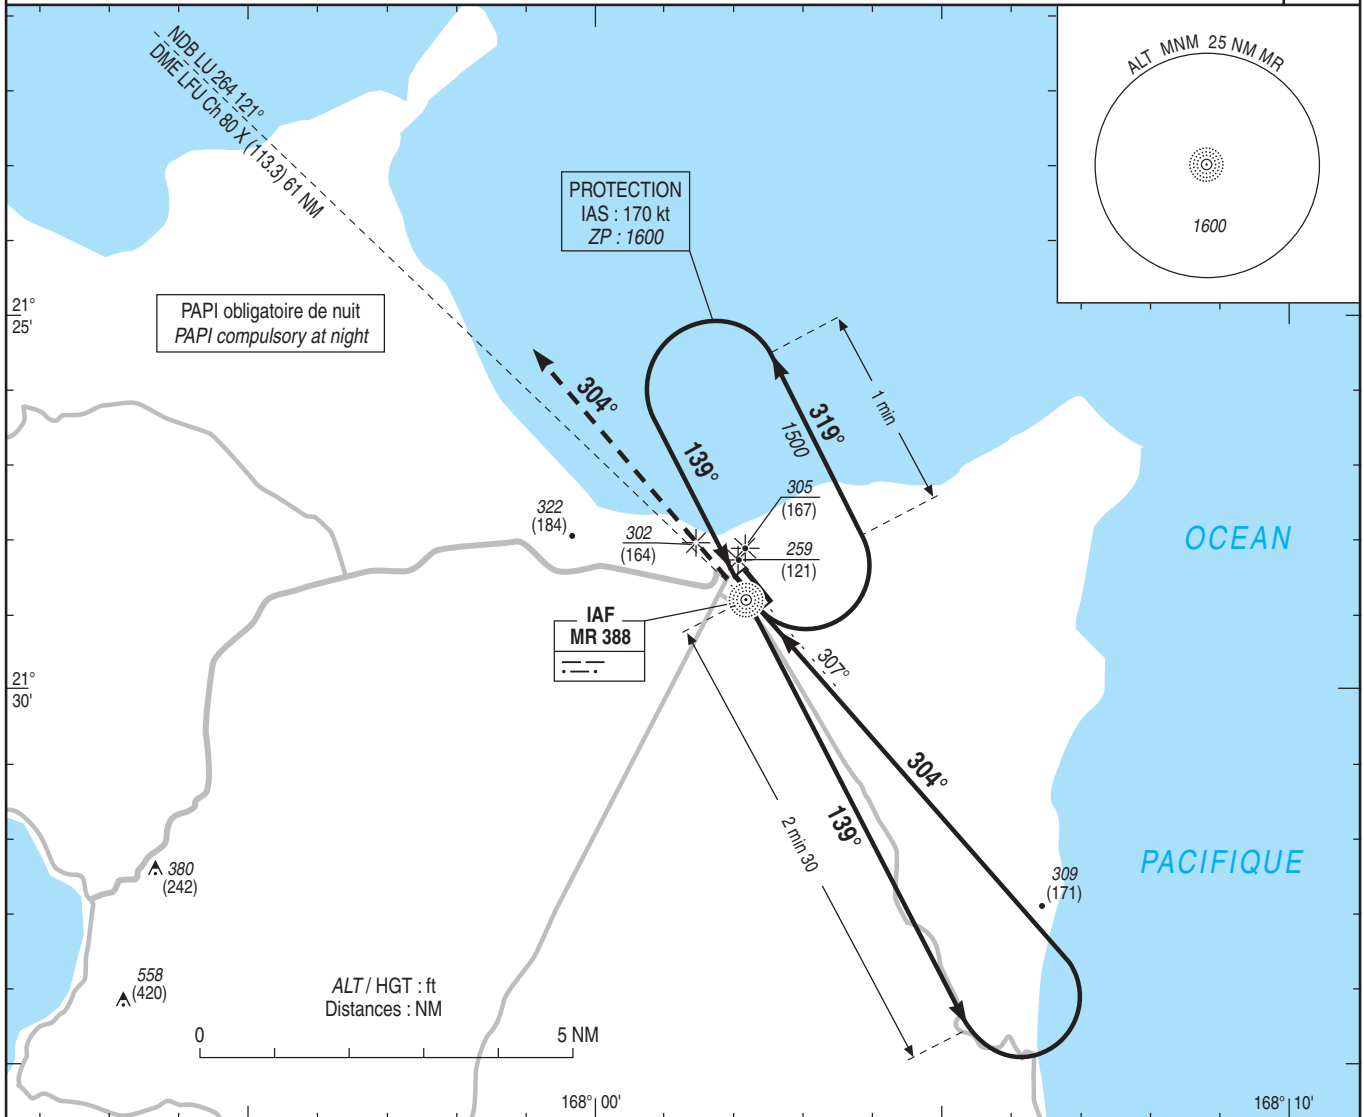 NDB LU 264 121°
DME LFU Ch 80 X (113.3) 61 NM
ALT MNM 25 NM MR
1600
PROTECTION
IAS : 170 kt
ZP : 1600
21°
25'
PAPI obligatoire de nuit
PAPI compulsory at night
304°
139°
319°
1500
1 min
322
(184)
302
(164)
305
(167)
259
(121)
OCEAN
IAF
MR 388
307°
21°
30'
304°
139°
2 min 30
PACIFIQUE
380
(242)
309
(171)
558
(420)
ALT / HGT : ft
Distances : NM
0 5 NM
168° 00'
168° 10'